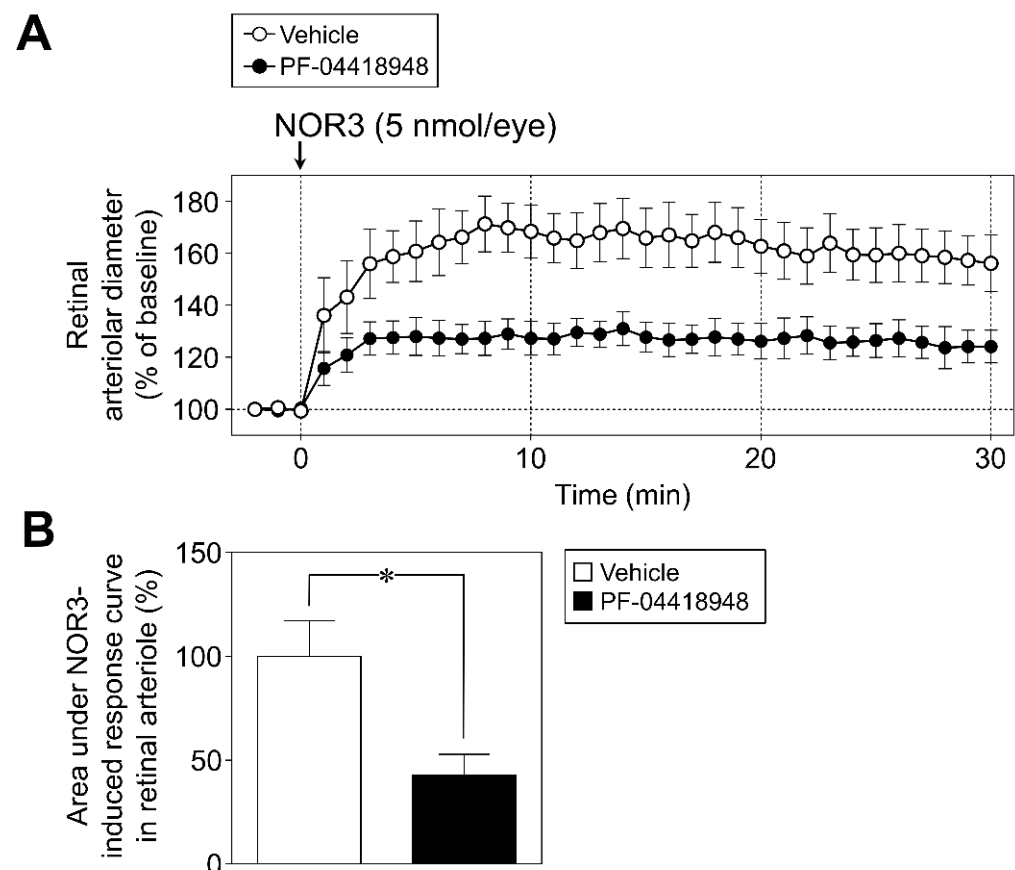 A
Vehicle
PF-04418948
NOR3 (5 nmol/eye)
Retinal
arteriolar diameter
(% of baseline)
180
160
140
120
100
0
10
20
30
Time (min)
B
Area under NOR3-
induced response curve
in retinal arteriole (%)
150
100
50
0
*
Vehicle
PF-04418948